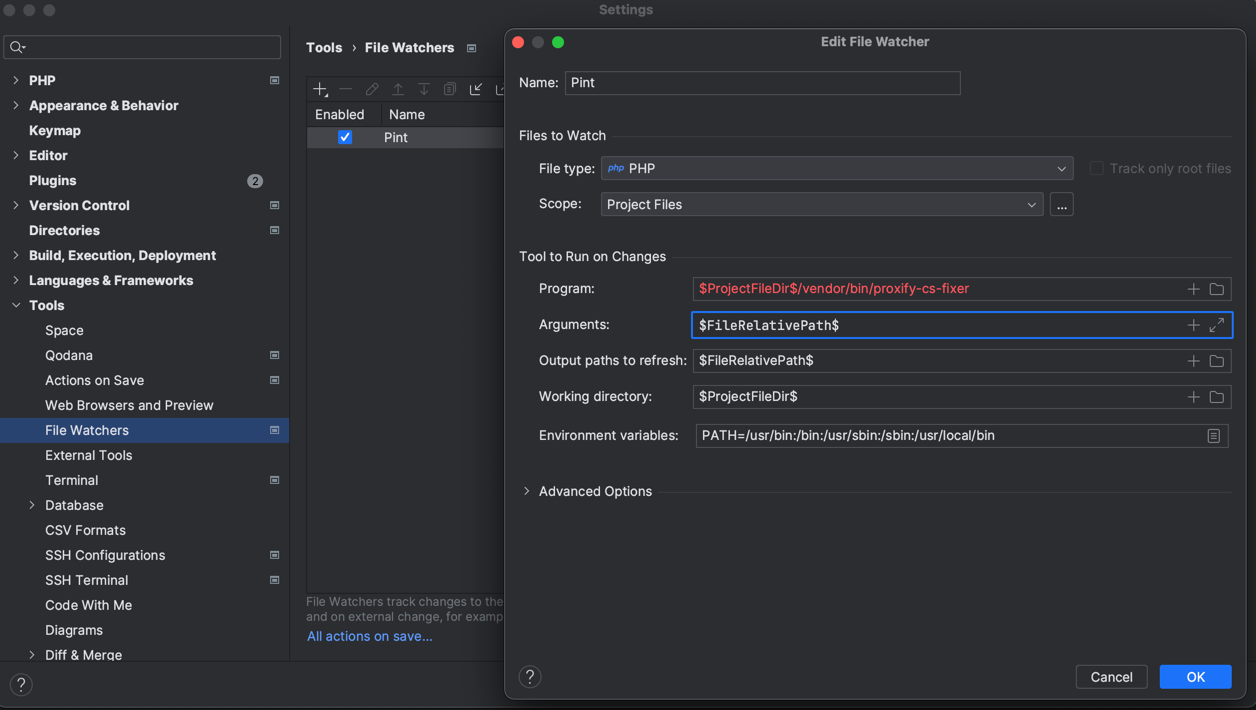 Settings
PHP
Appearance & Behavior
Keymap
Editor
Plugins 2
Version Control
Directories
Build, Execution, Deployment
Languages & Frameworks
Tools
Space
Qodana
Actions on Save
Web Browsers and Preview
File Watchers
External Tools
Terminal
Database
CSV Formats
SSH Configurations
SSH Terminal
Code With Me
Diagrams
Diff & Merge
?
Tools › File Watchers
Enabled Name
Pint
File Watchers track changes to the
and on external change, for examp
All actions on save...
Edit File Watcher
Name: Pint
Files to Watch
File type: php PHP Track only root files
Scope: Project Files ...
Tool to Run on Changes
Program: $ProjectFileDir$/vendor/bin/proxify-cs-fixer
Arguments: $FileRelativePath$
Output paths to refresh: $FileRelativePath$
Working directory: $ProjectFileDir$
Environment variables: PATH=/usr/bin:/bin:/usr/sbin:/sbin:/usr/local/bin
Advanced Options
? Cancel OK